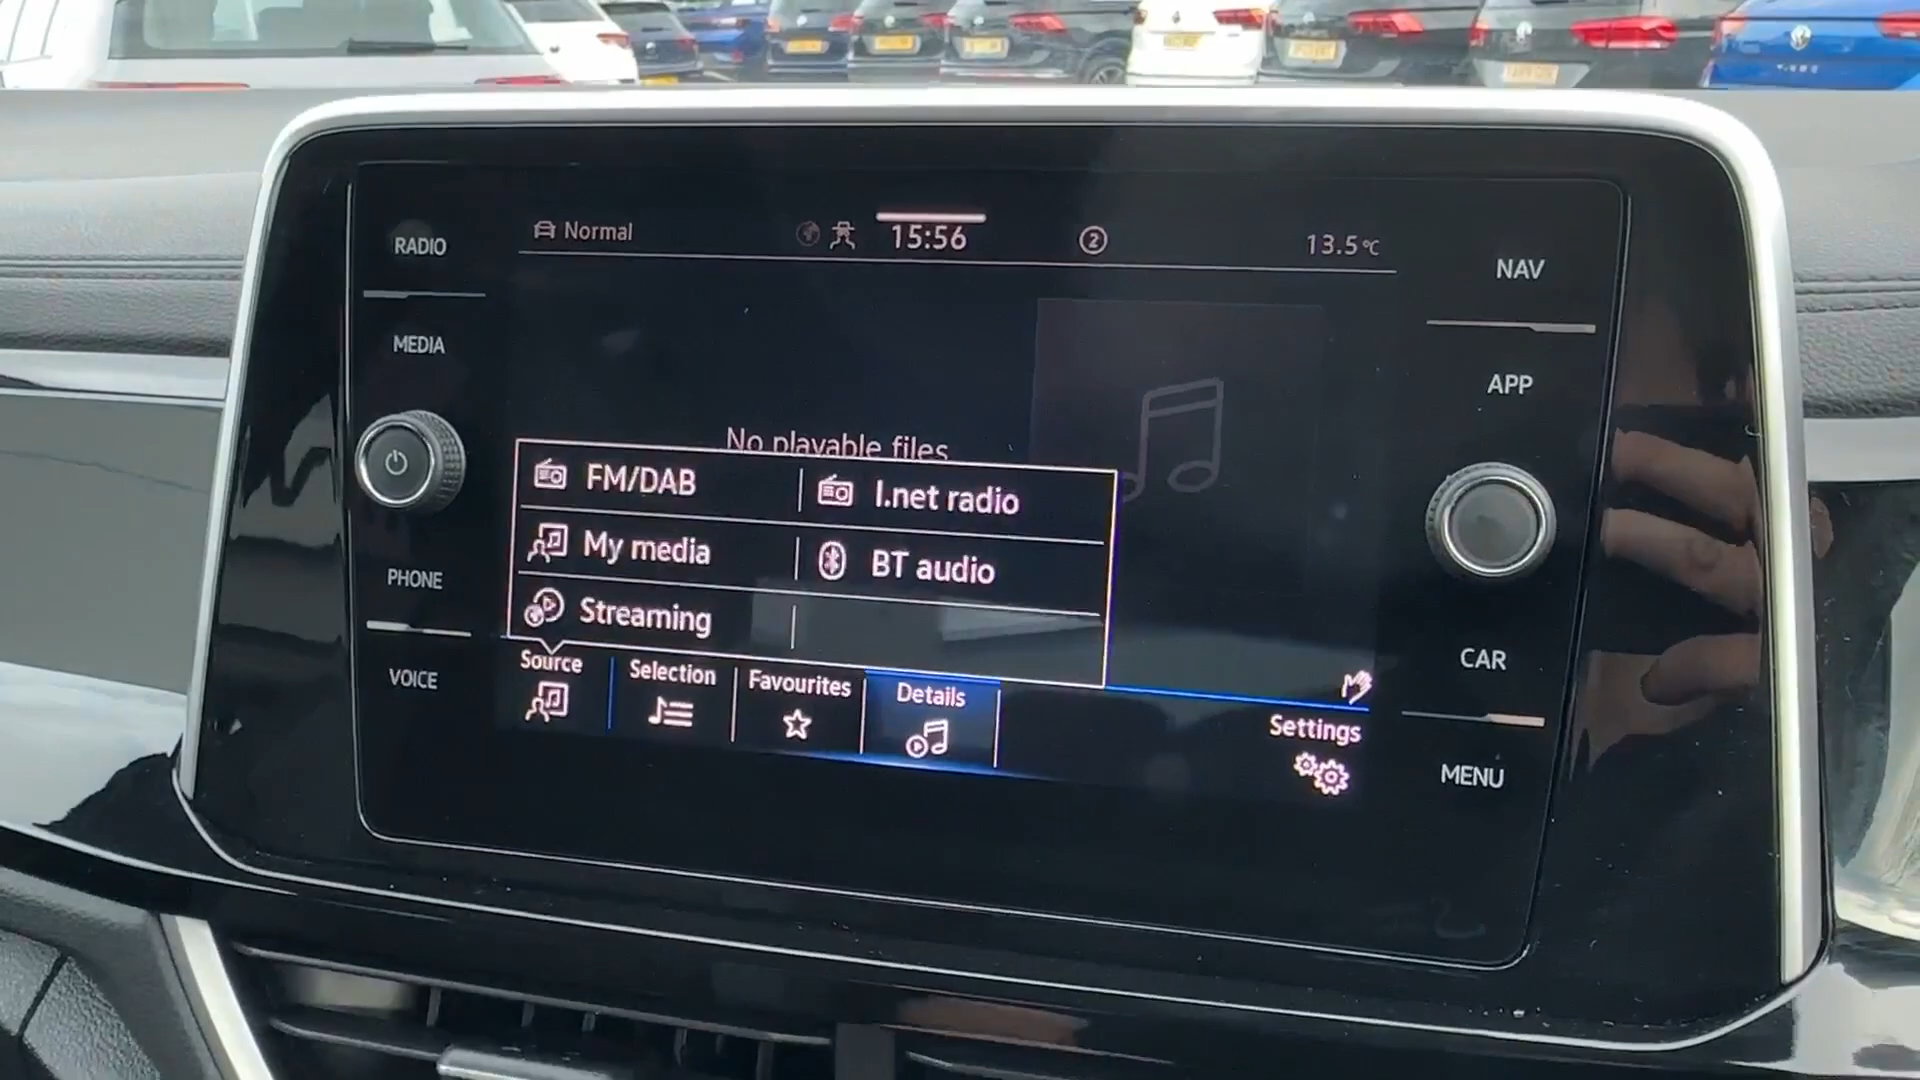 RADIO
MEDIA
PHONE
VOICE
Normal
15:56
2
13.5°C
No playable files
FM/DAB
I.net radio
My media
BT audio
Streaming
Source
Selection
Favourites
Details
Settings
NAV
APP
CAR
MENU